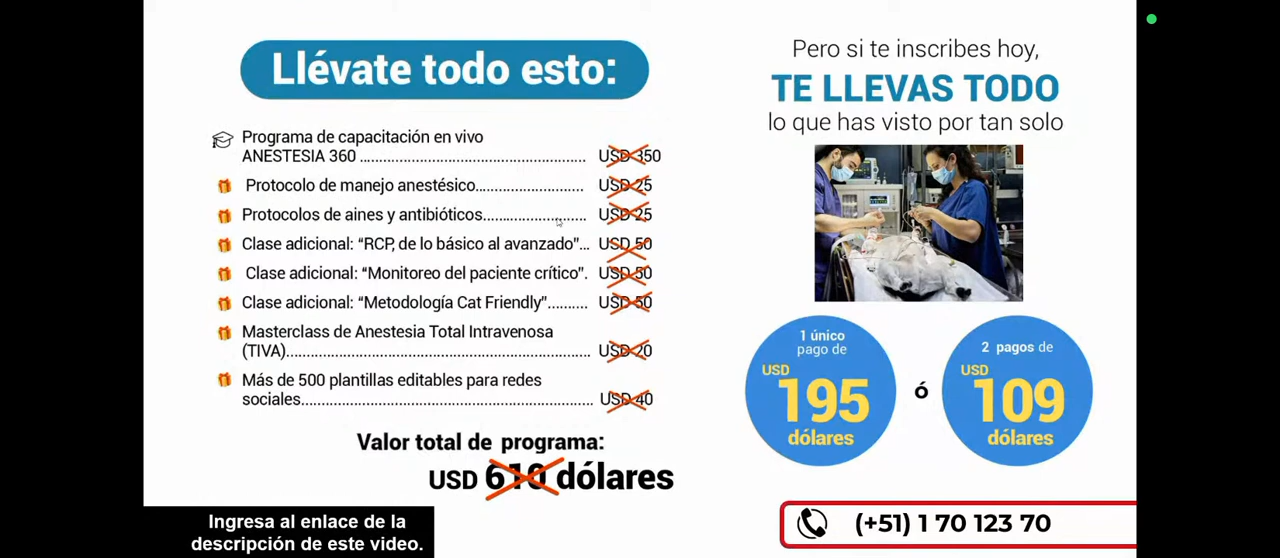 Llévate todo esto:
Programa de capacitación en vivo
ANESTESIA 360 ................................................... USD 350
Protocolo de manejo anestésico........................ USD 25
Protocolos de aines y antibióticos....................... USD 25
Clase adicional: “RCP, de lo básico al avanzado”... USD 50
Clase adicional: “Monitoreo del paciente crítico”. USD 50
Clase adicional: “Metodología Cat Friendly”.......... USD 50
Masterclass de Anestesia Total Intravenosa
(TIVA).................................................................... USD 20
Más de 500 plantillas editables para redes
sociales................................................................. USD 40
Valor total de programa:
USD 610 dólares
Pero si te inscribes hoy,
TE LLEVAS TODO
lo que has visto por tan solo
1 único
pago de
USD
195
dólares
ó
2 pagos de
USD
109
dólares
Ingresa al enlace de la
descripción de este video.
(+51) 1 70 123 70